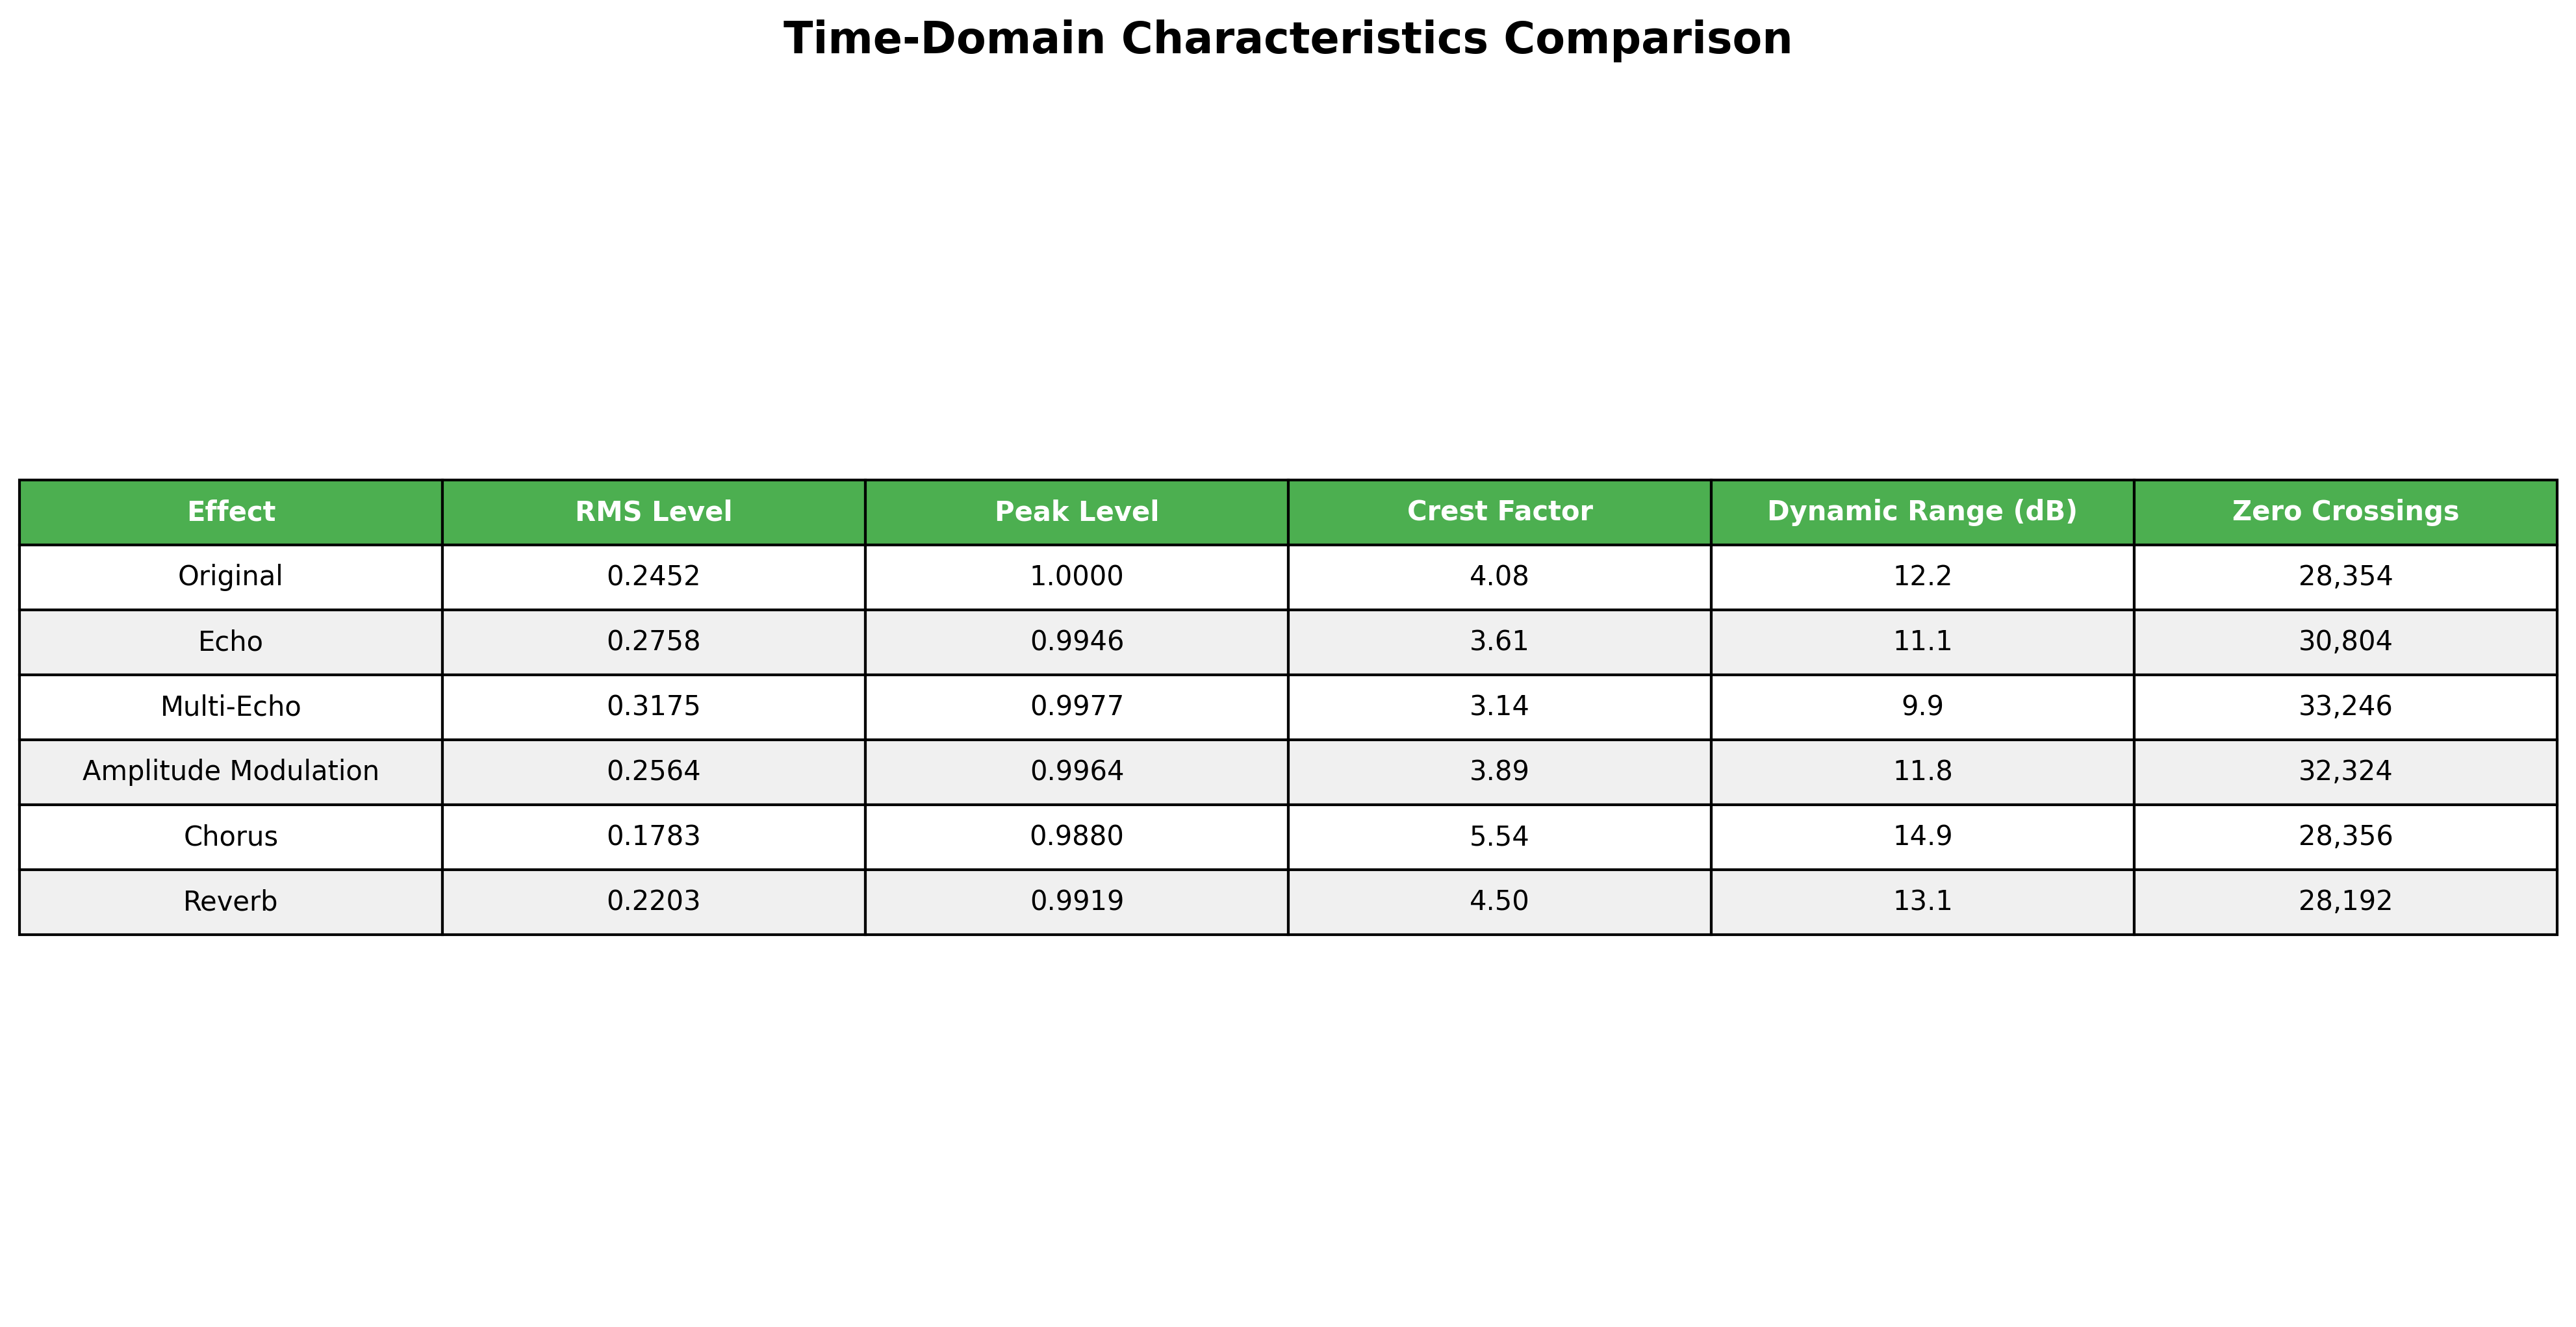 Time-Domain Characteristics Comparison
Effect RMS Level Peak Level Crest Factor Dynamic Range (dB) Zero Crossings
Original 0.2452 1.0000 4.08 12.2 28,354
Echo 0.2758 0.9946 3.61 11.1 30,804
Multi-Echo 0.3175 0.9977 3.14 9.9 33,246
Amplitude Modulation 0.2564 0.9964 3.89 11.8 32,324
Chorus 0.1783 0.9880 5.54 14.9 28,356
Reverb 0.2203 0.9919 4.50 13.1 28,192